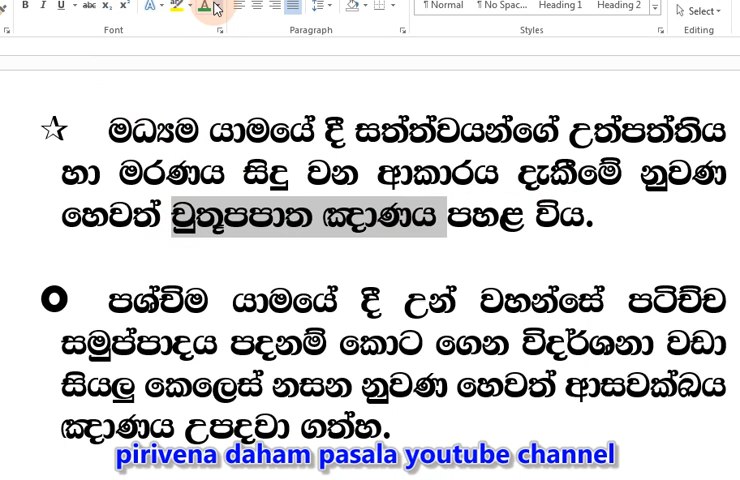 B I U abc x₂ x² A ab A
¶ Normal ¶ No Spac... Heading 1 Heading 2
Select
Font Paragraph Styles Editing
☆ මධ්‍යම යාමයේ දී සත්ත්වයන්ගේ උත්පත්තිය
හා මරණය සිදු වන ආකාරය දැකීමේ නුවණ
හෙවත් චුතූපපාත ඤාණය පහළ විය.
පශ්චිම යාමයේ දී උන් වහන්සේ පටිච්ච
සමුප්පාදය පදනම් කොට ගෙන විදර්ශනා වඩා
සියලු කෙලෙස් නසන නුවණ හෙවත් ආසවක්ඛය
ඤාණය උපදවා ගත්හ.
pirivena daham pasala youtube channel